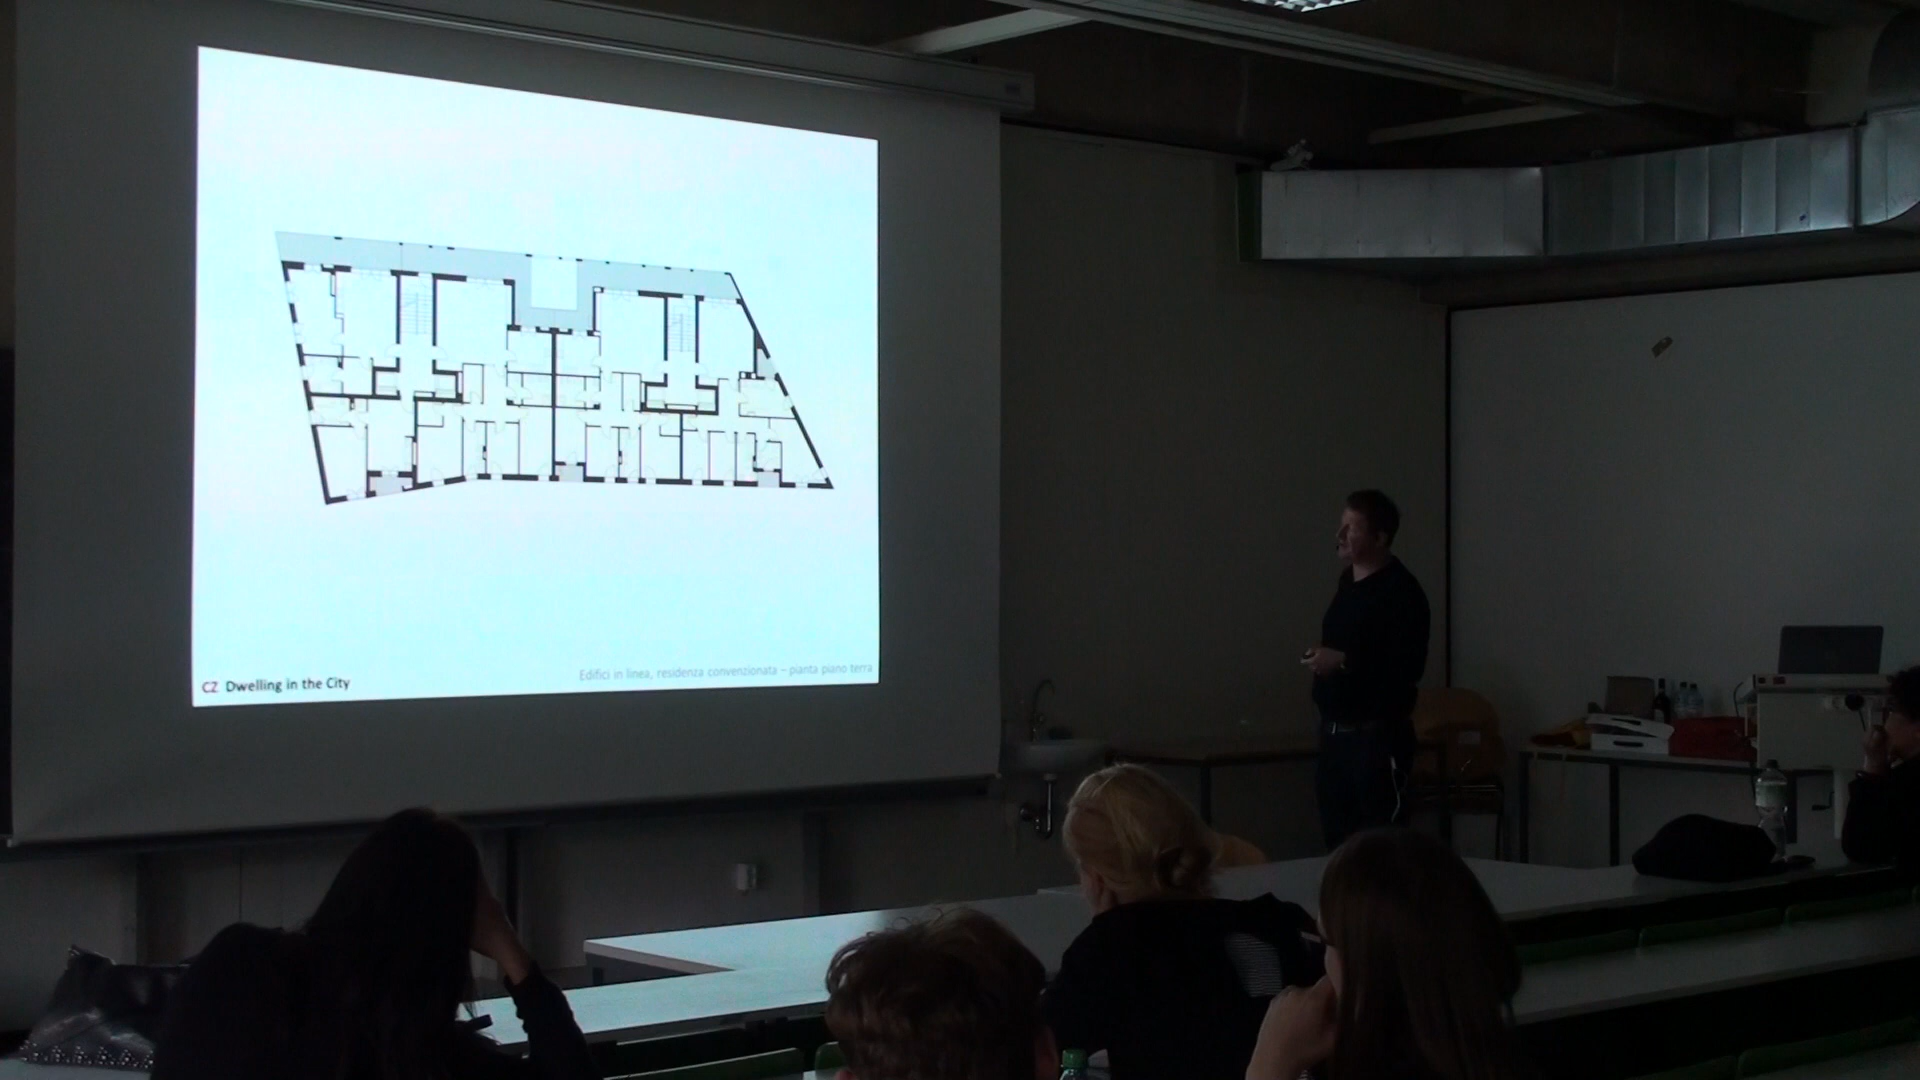 CZ Dwelling in the City
Edifici in linea, residenza convenzionata – pianta piano terra